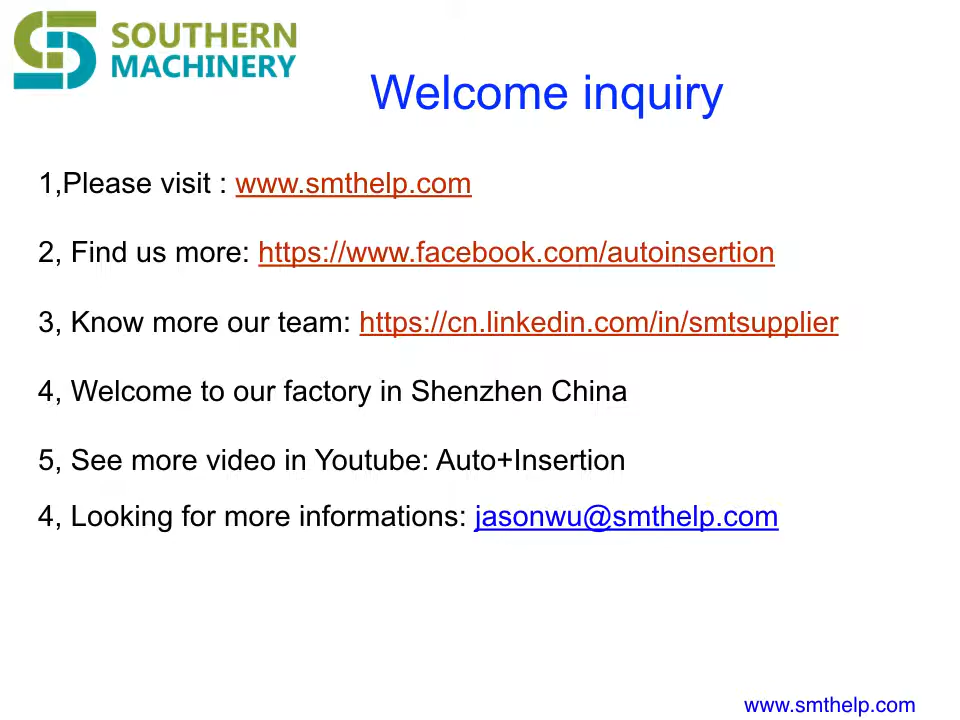 SOUTHERN
MACHINERY
Welcome inquiry
1,Please visit : www.smthelp.com
2, Find us more: https://www.facebook.com/autoinsertion
3, Know more our team: https://cn.linkedin.com/in/smtsupplier
4, Welcome to our factory in Shenzhen China
5, See more video in Youtube: Auto+Insertion
4, Looking for more informations: jasonwu@smthelp.com
www.smthelp.com